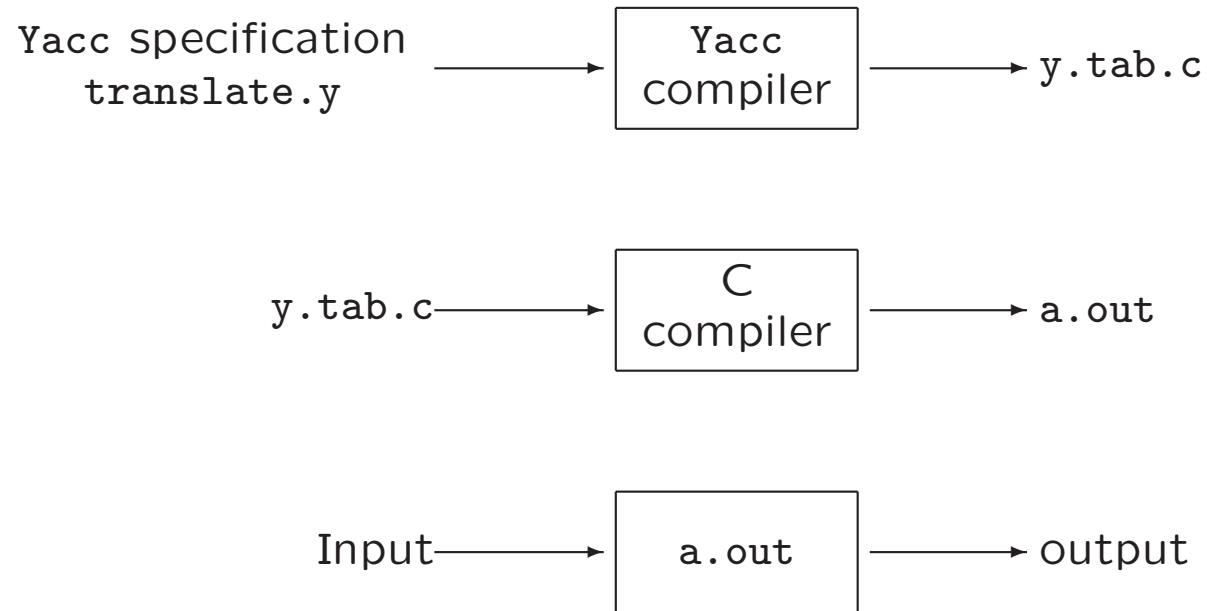 Yacc specification
translate.y
Yacc
compiler
y.tab.c
y.tab.c
C
compiler
a.out
Input
a.out
output